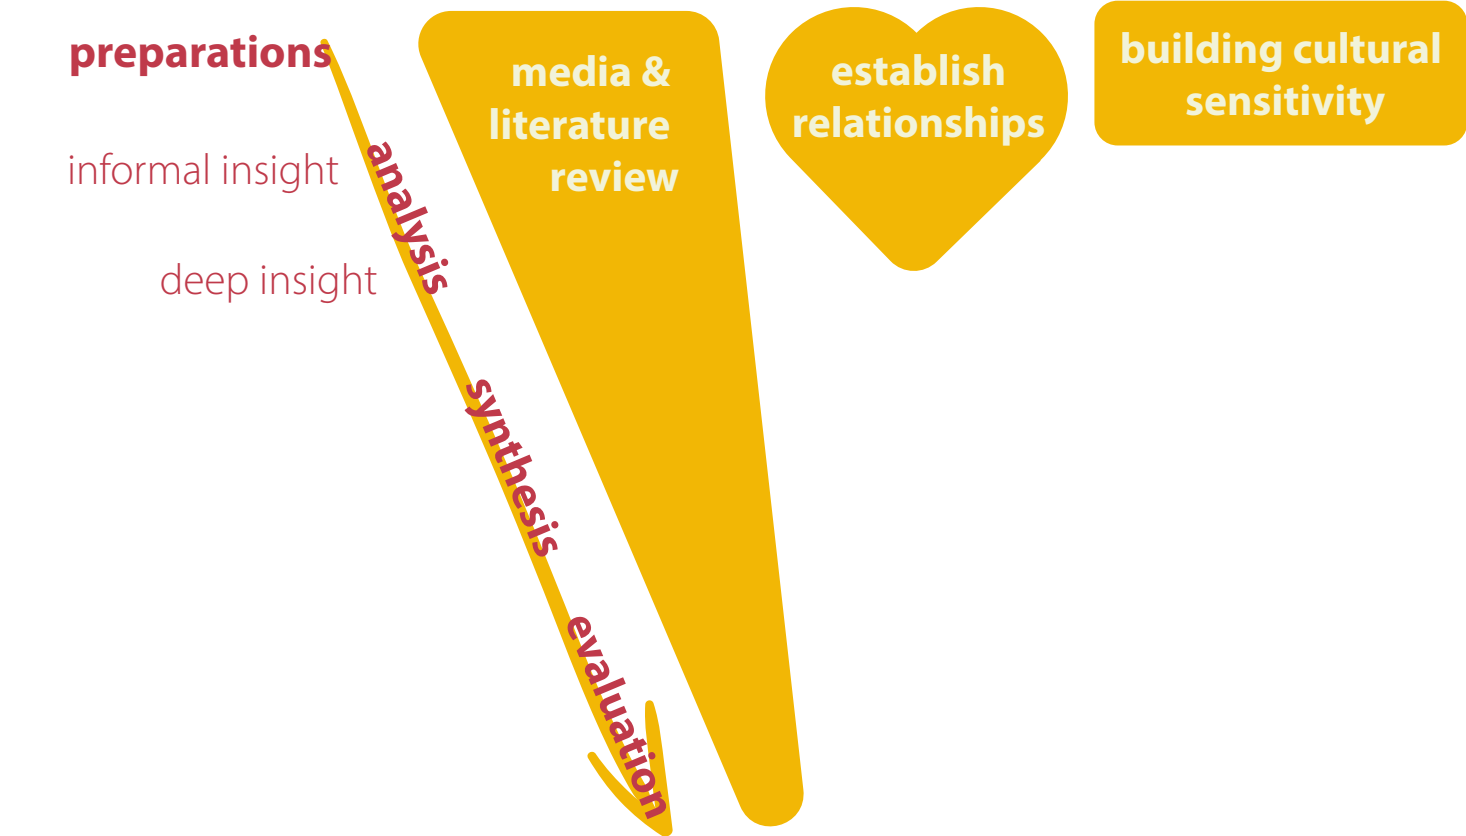 preparations
informal insight
deep insight
analysis
synthesis
evaluation
media &
literature
review
establish
relationships
building cultural
sensitivity